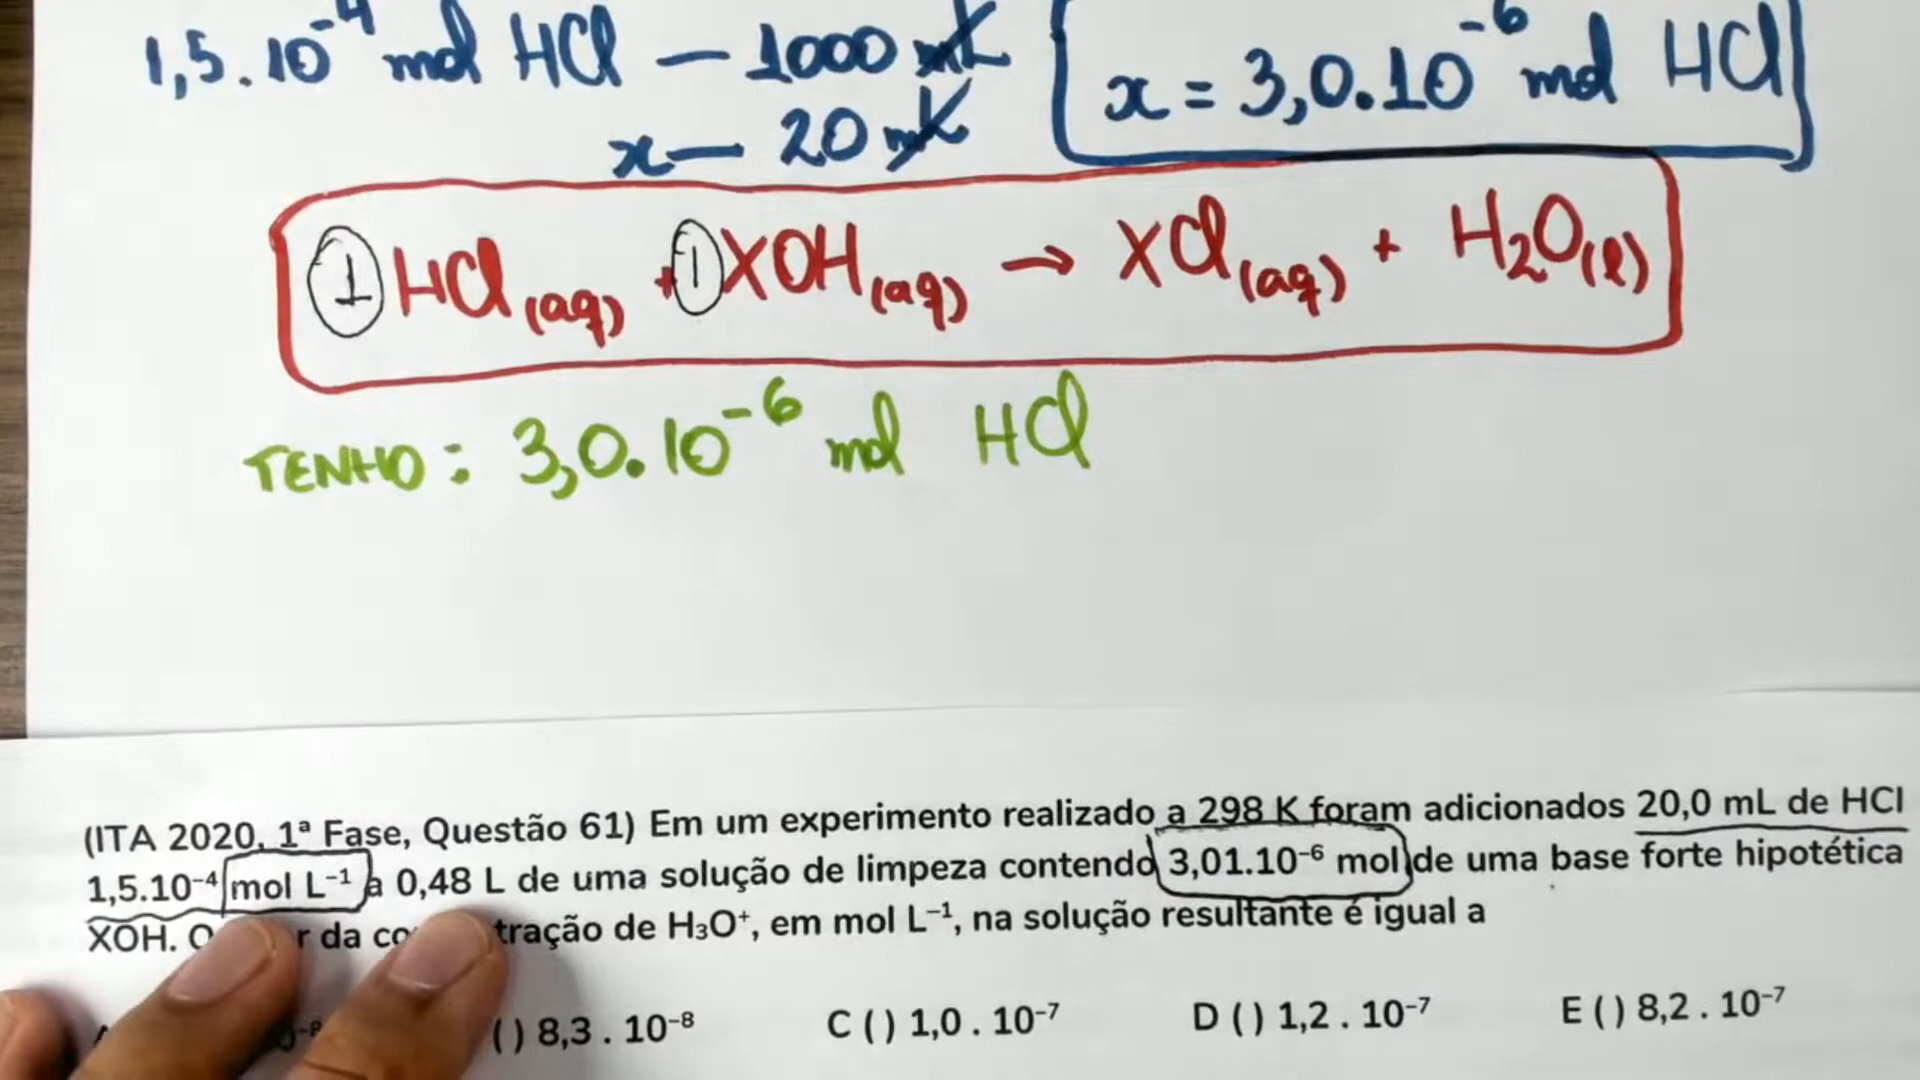 1,5.10⁻⁴ mol HCl — 1000 mL
x = 3,0.10⁻⁶ mol HCl
x — 20 mL
1 HCl(aq) + 1 XOH(aq) → XCl(aq) + H₂O(l)
TENHO: 3,0.10⁻⁶ mol HCl
(ITA 2020, 1ª Fase, Questão 61) Em um experimento realizado a 298 K foram adicionados 20,0 mL de HCl
1,5.10⁻⁴ mol L⁻¹ a 0,48 L de uma solução de limpeza contendo 3,01.10⁻⁶ mol de uma base forte hipotética
XOH. O da de H₃O⁺, em mol L⁻¹, na solução resultante é igual a
( ) 8,3 . 10⁻⁸ C ( ) 1,0 . 10⁻⁷ D ( ) 1,2 . 10⁻⁷ E ( ) 8,2 . 10⁻⁷